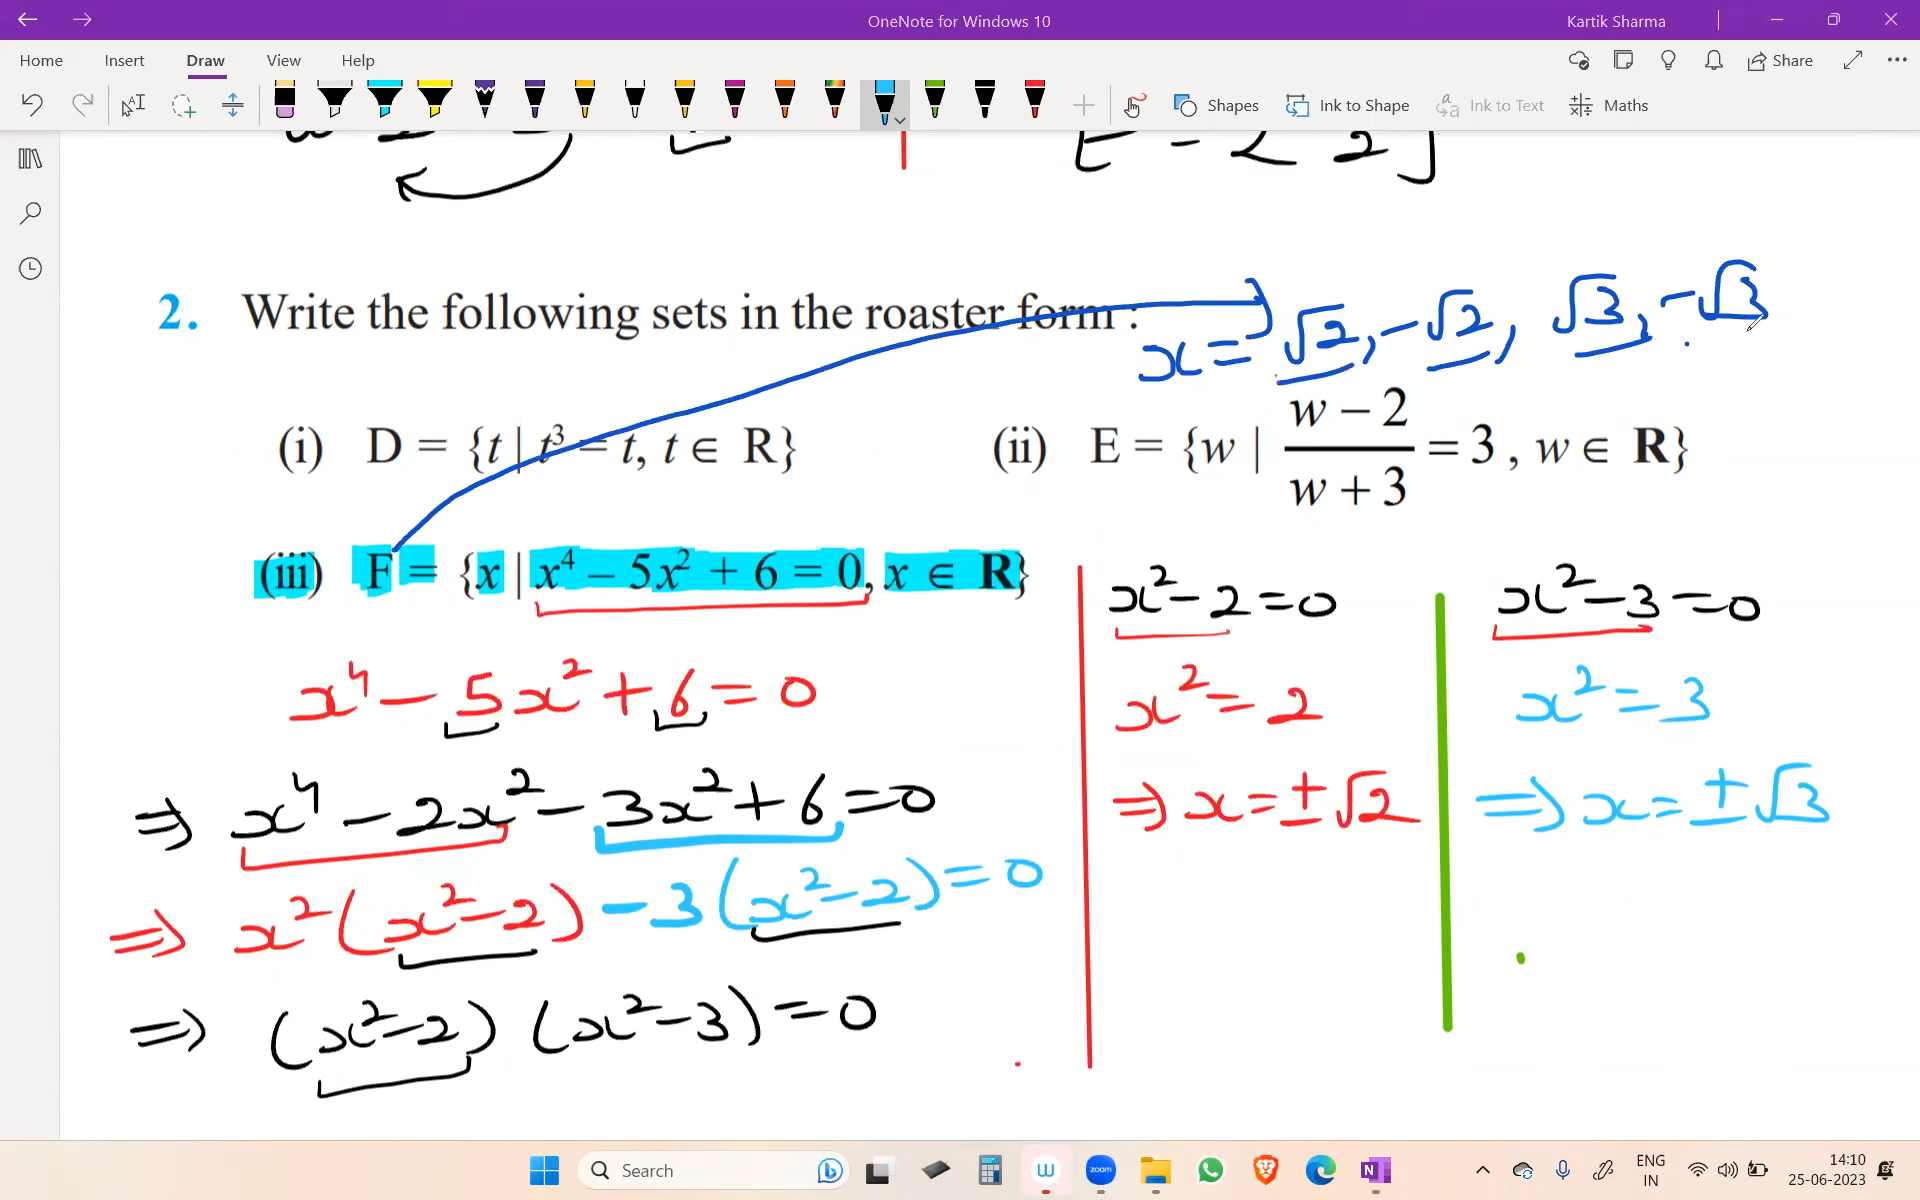 OneNote for Windows 10
Kartik Sharma
Home Insert Draw View Help
Share
Shapes Ink to Shape Ink to Text Maths
[ - 2 2 ]
2. Write the following sets in the roaster form :
x = √2, -√2, √3, -√3
(i) D = {t | t³ = t, t ∈ R}
(ii) E = {w | (w − 2)/(w + 3) = 3, w ∈ R}
(iii) F = {x | x⁴ – 5x² + 6 = 0, x ∈ R}
x⁴ - 5x² + 6 = 0
⇒ x⁴ - 2x² - 3x² + 6 = 0
⇒ x²(x²-2) - 3(x²-2) = 0
⇒ (x²-2) (x²-3) = 0
x² - 2 = 0
x² = 2
⇒ x = ± √2
x² - 3 = 0
x² = 3
⇒ x = ± √3
Search
zoom
ENG
IN
14:10
25-06-2023